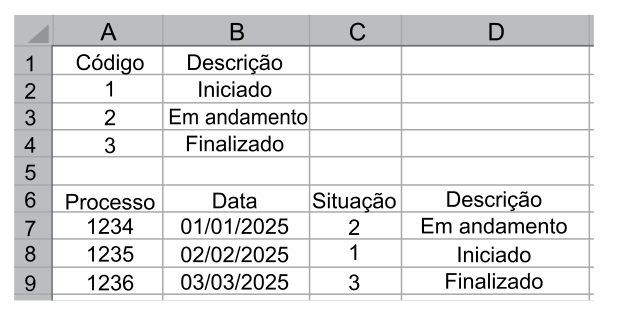 A B C D
1 Código Descrição
2 1 Iniciado
3 2 Em andamento
4 3 Finalizado
5
6 Processo Data Situação Descrição
7 1234 01/01/2025 2 Em andamento
8 1235 02/02/2025 1 Iniciado
9 1236 03/03/2025 3 Finalizado